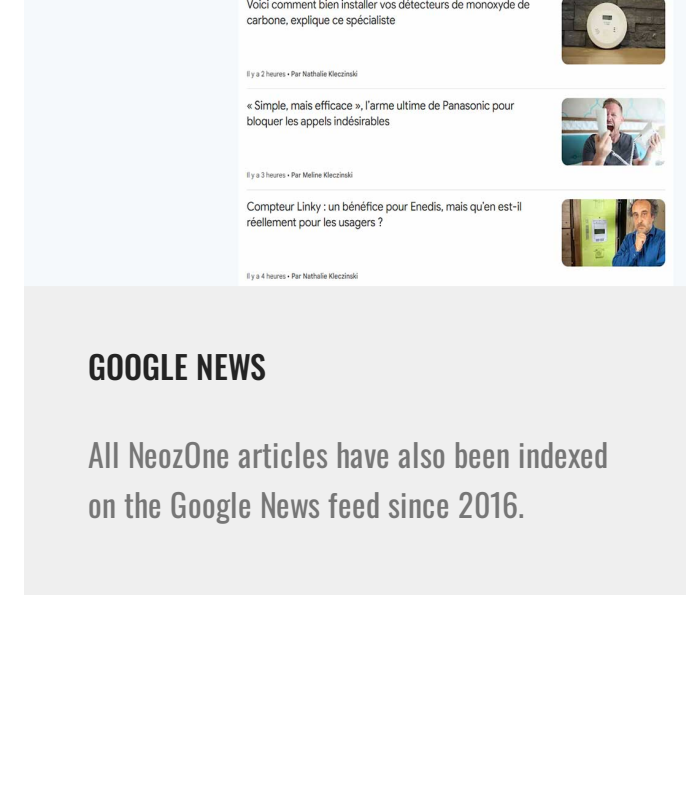 Voici comment bien installer vos détecteurs de monoxyde de
carbone, explique ce spécialiste
Il y a 2 heures • Par Nathalie Kleczinski
« Simple, mais efficace », l'arme ultime de Panasonic pour
bloquer les appels indésirables
Il y a 3 heures • Par Meline Kleczinski
Compteur Linky : un bénéfice pour Enedis, mais qu'en est-il
réellement pour les usagers ?
Il y a 4 heures • Par Nathalie Kleczinski
GOOGLE NEWS
All NeozOne articles have also been indexed
on the Google News feed since 2016.